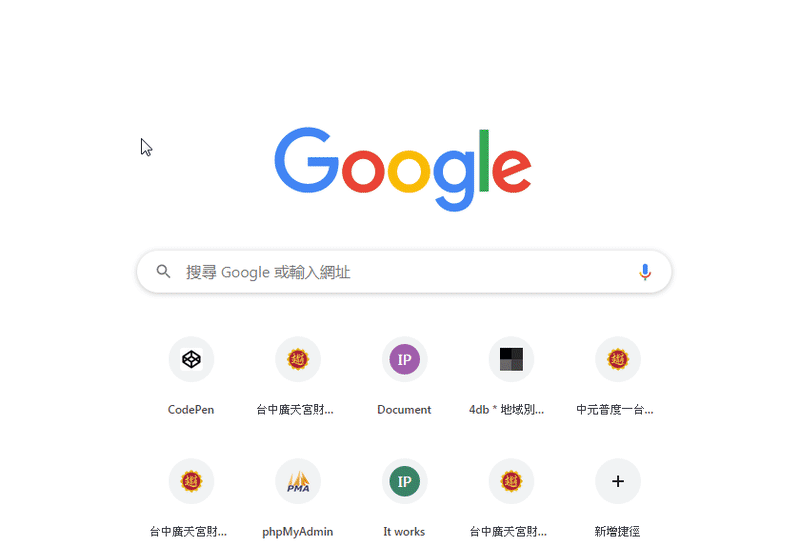 Google
搜尋 Google 或輸入網址
IP
CodePen
台中廣天宮財...
Document
4db * 地域別...
中元普度一台...
PMA
IP
台中廣天宮財...
phpMyAdmin
It works
台中廣天宮財...
新增捷徑